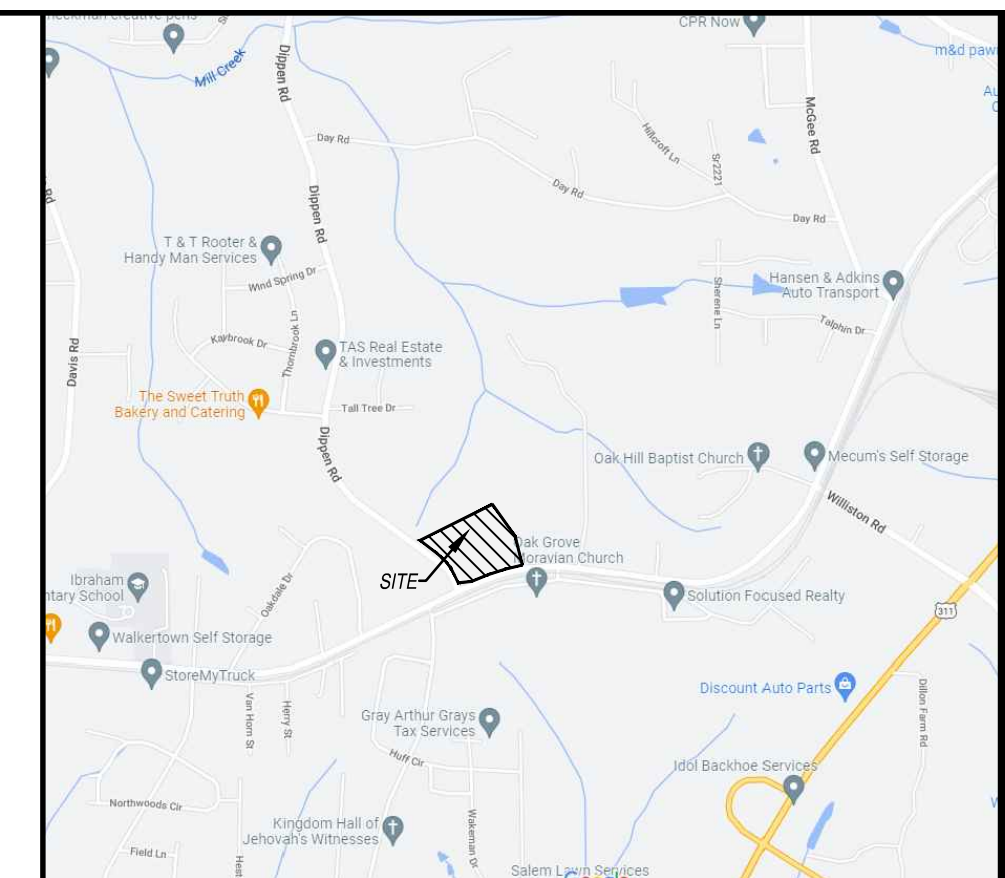 CPR Now
m&d paw
Mill Creek
Dippen Rd
McGee Rd
Day Rd
Hillcroft Ln
Sr2221
Day Rd
Dippen Rd
Day Rd
Rd
T & T Rooter &
Handy Man Services
Wind Spring Dr
Hansen & Adkins
Auto Transport
Sherene Ln
Talphin Dr
Thornbrook Ln
Kaybrook Dr
Davis Rd
TAS Real Estate
& Investments
The Sweet Truth
Bakery and Catering
Tall Tree Dr
Dippen Rd
Oak Hill Baptist Church
Mecum's Self Storage
Williston Rd
Oak Grove
Moravian Church
SITE
Ibraham
ntary School
Oakdale Dr
Solution Focused Realty
311
Walkertown Self Storage
StoreMyTruck
Discount Auto Parts
Van Horn St
Herry St
Dillon Farm Rd
Gray Arthur Grays
Tax Services
Huff Cir
Idol Backhoe Services
Northwoods Cir
Kingdom Hall of
Jehovah's Witnesses
Wakeman Dr
Field Ln
Hest
Salem Lawn Services